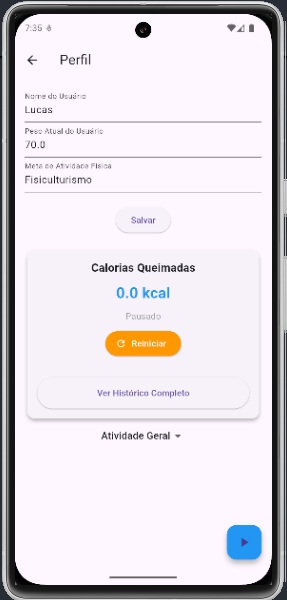 7:36
Perfil
Nome do Usuário
Lucas
Peso Atual do Usuário
70.0
Meta de Atividade Física
Fisiculturismo
Salvar
Calorias Queimadas
0.0 kcal
Pausado
Reiniciar
Ver Histórico Completo
Atividade Geral